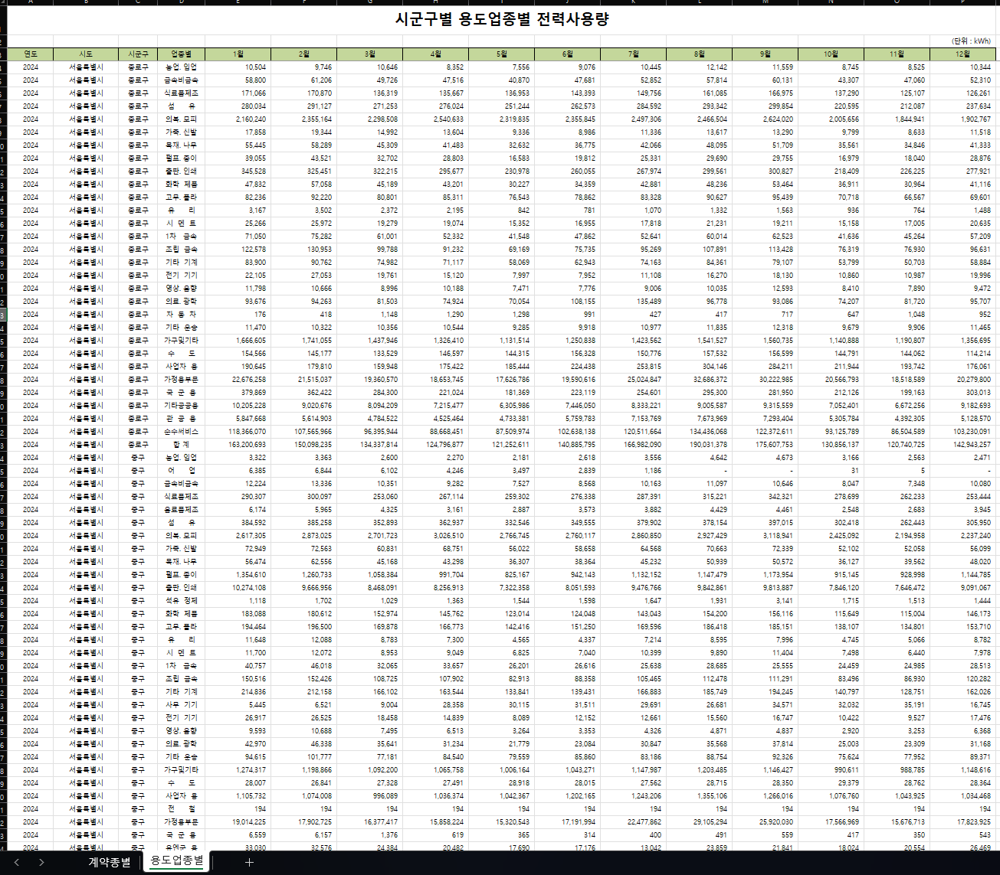 시군구별 용도업종별 전력사용량
(단위 : kWh)
연도 시도 시군구 업종별 1월 2월 3월 4월 5월 6월 7월 8월 9월 10월 11월 12월
2024 서울특별시 종로구 농업. 임업 10,504 9,746 10,646 8,352 7,556 9,076 10,445 12,142 11,559 8,745 8,525 10,344
2024 서울특별시 종로구 금속비금속 58,800 61,206 49,726 47,516 40,870 47,681 52,852 57,814 60,131 43,307 47,060 52,310
2024 서울특별시 종로구 식료품제조 171,066 170,870 136,319 135,667 136,953 143,393 149,756 161,085 166,975 137,290 125,107 126,261
2024 서울특별시 종로구 섬 유 280,034 291,127 271,253 276,024 251,244 262,573 284,592 293,342 299,854 220,595 212,087 237,634
2024 서울특별시 종로구 의복. 모피 2,160,240 2,355,164 2,298,508 2,540,633 2,319,835 2,355,845 2,497,306 2,466,504 2,624,020 2,005,656 1,844,941 1,902,767
2024 서울특별시 종로구 가죽. 신발 17,858 19,344 14,992 13,604 9,336 8,986 11,336 13,617 13,290 9,799 8,633 11,518
2024 서울특별시 종로구 목재. 나무 55,445 58,289 45,309 41,483 32,632 36,775 42,066 48,095 51,709 35,561 34,846 41,333
2024 서울특별시 종로구 펄프. 종이 39,055 43,521 32,702 28,803 16,583 19,812 25,331 29,690 29,755 16,979 18,040 28,876
2024 서울특별시 종로구 출판. 인쇄 345,528 325,451 322,215 295,677 230,978 260,055 267,974 299,561 300,827 218,409 226,225 277,921
2024 서울특별시 종로구 화학 제품 47,832 57,058 45,189 43,201 30,227 34,359 42,881 48,236 53,464 36,911 30,964 41,116
2024 서울특별시 종로구 고무. 플라 82,236 92,220 80,801 85,311 76,543 78,862 83,328 90,627 95,439 70,718 66,567 69,601
2024 서울특별시 종로구 유 리 3,167 3,502 2,372 2,195 842 781 1,070 1,332 1,563 936 764 1,488
2024 서울특별시 종로구 시 멘 트 25,266 25,972 19,279 19,074 15,352 16,955 17,818 21,231 19,211 15,158 17,005 20,635
2024 서울특별시 종로구 1차 금속 71,050 75,282 61,001 52,332 41,548 47,862 52,641 60,014 62,523 41,636 45,264 57,209
2024 서울특별시 종로구 조립 금속 122,578 130,953 99,788 91,232 69,169 75,735 95,269 107,891 113,428 76,319 76,930 96,631
2024 서울특별시 종로구 기타 기계 83,900 90,762 74,982 71,117 58,069 62,943 74,163 84,361 79,107 53,799 50,703 58,884
2024 서울특별시 종로구 전기 기기 22,105 27,053 19,761 15,120 7,997 7,952 11,108 16,270 18,130 10,860 10,987 19,996
2024 서울특별시 종로구 영상. 음향 11,798 10,666 8,996 10,188 7,471 7,776 9,006 10,035 12,593 8,410 7,890 9,472
2024 서울특별시 종로구 의료. 광학 93,676 94,263 81,503 74,924 70,054 108,155 135,489 96,778 93,086 74,207 81,720 95,707
2024 서울특별시 종로구 자 동 차 176 418 1,148 1,290 1,298 991 427 417 717 647 1,048 952
2024 서울특별시 종로구 기타 운송 11,470 10,322 10,356 10,544 9,285 9,918 10,977 11,835 12,318 9,679 9,906 11,465
2024 서울특별시 종로구 가구및기타 1,666,605 1,741,055 1,437,946 1,326,410 1,131,514 1,250,838 1,423,562 1,541,527 1,560,735 1,140,888 1,190,807 1,356,695
2024 서울특별시 종로구 수 도 154,566 145,177 133,529 146,597 144,315 156,328 150,776 157,532 156,599 144,791 144,062 114,214
2024 서울특별시 종로구 사업자 용 190,645 179,810 159,948 175,422 185,444 224,438 253,815 304,146 284,211 211,944 193,742 176,061
2024 서울특별시 종로구 가정용부문 22,676,258 21,515,037 19,360,570 18,653,745 17,626,786 19,590,616 25,024,847 32,686,372 30,222,985 20,566,793 18,518,589 20,279,800
2024 서울특별시 종로구 국 군 용 379,869 362,422 284,300 221,024 181,369 223,119 254,601 295,300 281,950 212,126 199,163 303,013
2024 서울특별시 종로구 기타공공용 10,205,228 9,020,676 8,094,209 7,215,477 6,305,986 7,446,050 8,333,221 9,005,587 9,315,559 7,052,401 6,672,256 9,182,693
2024 서울특별시 종로구 관 공 용 5,847,668 5,614,903 4,784,522 4,525,464 4,733,381 5,759,783 7,153,769 7,673,969 7,293,404 5,305,784 4,392,305 5,128,570
2024 서울특별시 종로구 순수써비스 118,366,070 107,565,966 96,395,944 88,668,451 87,509,974 102,638,138 120,511,664 134,436,068 122,372,611 93,125,789 86,504,589 103,230,091
2024 서울특별시 종로구 합 계 163,200,693 150,098,235 134,337,814 124,796,877 121,252,611 140,885,795 166,982,090 190,031,378 175,607,753 130,856,137 120,740,725 142,943,257
2024 서울특별시 중구 농업. 임업 3,322 3,363 2,600 2,270 2,181 2,618 3,556 4,642 4,673 3,166 2,563 2,471
2024 서울특별시 중구 어 업 6,385 6,844 6,102 4,246 3,497 2,839 1,186 - - 31 5 -
2024 서울특별시 중구 금속비금속 12,224 13,336 10,351 9,282 7,527 8,568 10,163 11,097 10,646 8,047 7,348 10,080
2024 서울특별시 중구 식료품제조 290,307 300,097 253,060 267,114 259,302 276,338 287,391 315,221 342,321 278,699 262,233 253,444
2024 서울특별시 중구 음료품제조 6,174 5,965 4,325 3,161 2,887 3,573 3,882 4,429 4,461 2,548 2,683 3,945
2024 서울특별시 중구 섬 유 384,592 385,258 352,893 362,937 332,546 349,555 379,902 378,154 397,015 302,418 262,443 305,950
2024 서울특별시 중구 의복. 모피 2,617,305 2,873,025 2,701,723 3,026,510 2,766,745 2,760,117 2,860,850 2,927,429 3,118,941 2,425,092 2,194,958 2,237,240
2024 서울특별시 중구 가죽. 신발 72,949 72,563 60,831 68,751 56,022 58,658 64,568 70,663 72,339 52,102 52,058 56,099
2024 서울특별시 중구 목재. 나무 56,474 62,556 45,168 43,298 36,307 38,364 45,232 50,939 50,572 36,127 39,562 48,020
2024 서울특별시 중구 펄프. 종이 1,354,610 1,260,733 1,058,384 991,704 825,167 942,143 1,132,152 1,147,479 1,173,954 915,145 928,998 1,144,785
2024 서울특별시 중구 출판. 인쇄 10,274,108 9,666,956 8,468,091 8,256,913 7,322,358 8,051,593 9,476,766 9,842,861 9,813,887 7,846,120 7,646,472 9,091,067
2024 서울특별시 중구 석유 정제 1,118 1,702 1,029 1,363 1,544 1,598 1,647 1,931 3,141 1,715 1,513 1,444
2024 서울특별시 중구 화학 제품 183,088 180,612 152,974 145,762 123,014 124,048 143,043 154,200 156,116 115,649 115,004 146,173
2024 서울특별시 중구 고무. 플라 194,464 196,500 169,878 166,773 142,416 151,250 169,596 186,418 185,151 138,107 134,801 153,710
2024 서울특별시 중구 유 리 11,648 12,088 8,783 7,300 4,565 4,337 7,214 8,595 7,996 4,745 5,066 8,782
2024 서울특별시 중구 시 멘 트 11,700 12,072 8,953 9,049 6,825 7,040 10,399 9,890 11,404 7,498 6,440 7,978
2024 서울특별시 중구 1차 금속 40,757 46,018 32,065 33,657 26,201 26,616 25,638 28,685 25,555 24,459 24,985 28,513
2024 서울특별시 중구 조립 금속 150,516 152,426 108,725 107,902 82,913 88,358 105,465 112,478 111,291 83,496 86,930 120,282
2024 서울특별시 중구 기타 기계 214,836 212,158 166,102 163,544 133,841 139,431 166,883 185,749 194,245 140,797 128,751 162,026
2024 서울특별시 중구 사무 기기 5,445 6,521 9,004 28,358 30,115 31,511 29,691 26,681 34,571 32,032 35,191 16,745
2024 서울특별시 중구 전기 기기 26,917 26,525 18,458 14,839 8,089 12,152 12,661 15,560 16,747 10,422 9,527 17,476
2024 서울특별시 중구 영상. 음향 9,593 10,688 7,495 6,513 3,264 3,353 4,326 4,871 4,837 2,920 3,253 6,368
2024 서울특별시 중구 의료. 광학 42,970 46,338 35,641 31,234 21,779 23,084 30,847 35,568 37,814 25,003 23,309 31,168
2024 서울특별시 중구 기타 운송 94,615 101,777 77,181 84,540 79,559 85,860 83,186 88,754 92,326 75,624 77,952 89,371
2024 서울특별시 중구 가구및기타 1,274,317 1,198,866 1,092,200 1,065,758 1,006,164 1,043,271 1,147,987 1,203,485 1,146,427 990,611 988,785 1,148,616
2024 서울특별시 중구 수 도 28,007 26,841 27,328 27,491 28,918 28,015 27,562 28,715 28,350 29,379 28,762 28,364
2024 서울특별시 중구 사업자 용 1,105,732 1,074,008 996,089 1,036,374 1,042,367 1,202,165 1,243,206 1,355,106 1,266,016 1,076,760 1,043,925 1,034,468
2024 서울특별시 중구 전 철 194 194 194 194 194 194 194 194 194 194 194 194
2024 서울특별시 중구 가정용부문 19,014,225 17,902,725 16,377,417 15,858,224 15,320,543 17,191,994 22,477,862 29,105,294 25,920,030 17,566,969 15,676,713 17,823,925
2024 서울특별시 중구 국 군 용 6,559 6,157 1,376 619 365 314 400 491 559 417 350 543
2024 서울특별시 중구 유엔군 용 33,030 32,576 24,384 20,482 17,690 17,176 13,042 23,859 21,841 18,024 20,554 26,469
계약종별 용도업종별